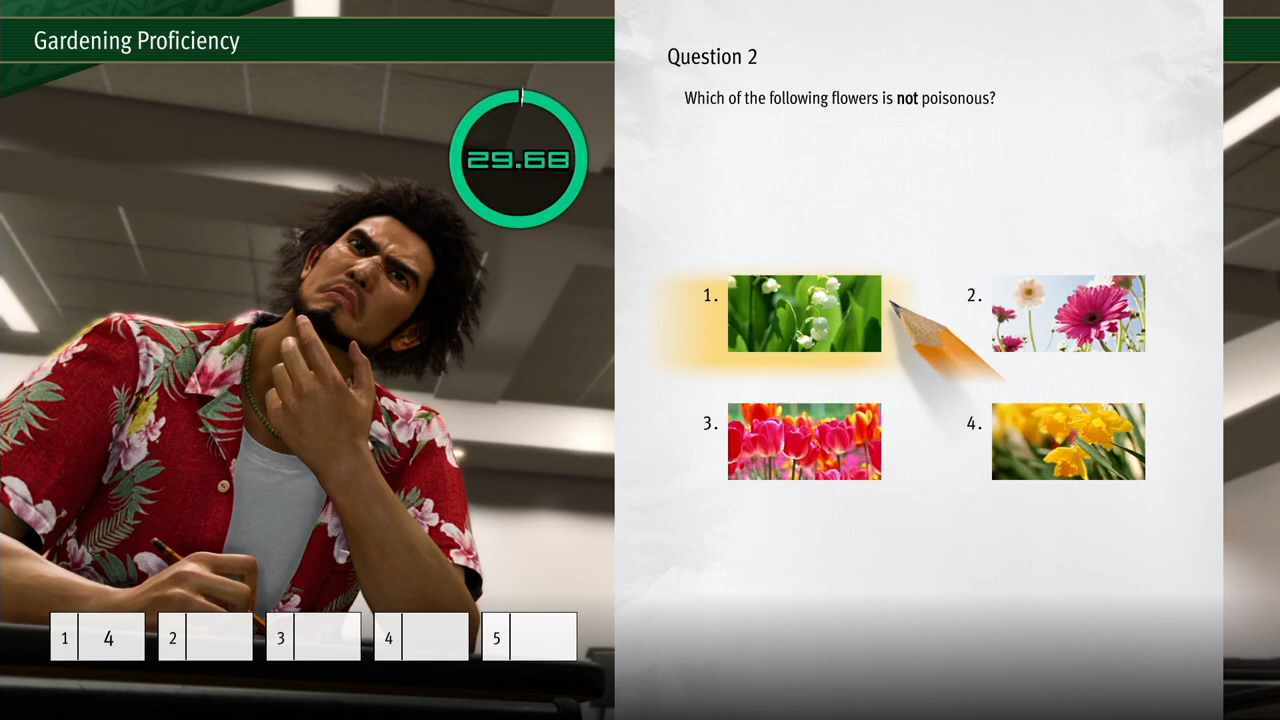 Gardening Proficiency
29.68
Question 2
Which of the following flowers is not poisonous?
1.
2.
3.
4.
1 4 2 3 4 5